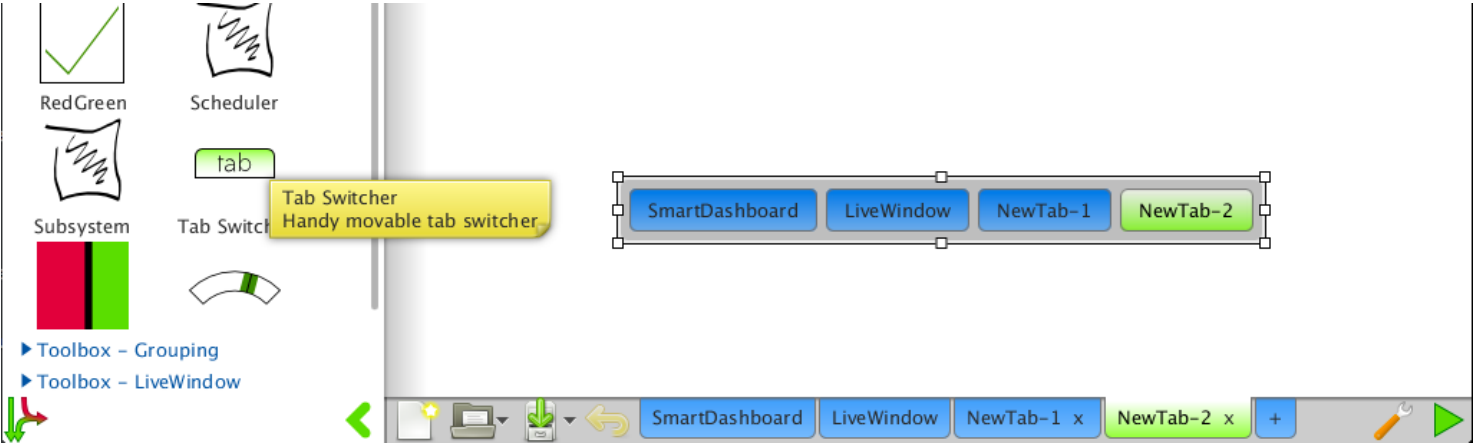 RedGreen
Scheduler
tab
Subsystem
Tab Switch
Tab Switcher
Handy movable tab switcher
Toolbox – Grouping
Toolbox – LiveWindow
SmartDashboard
LiveWindow
NewTab-1
NewTab-2
SmartDashboard
LiveWindow
NewTab-1 x
NewTab-2 x
+